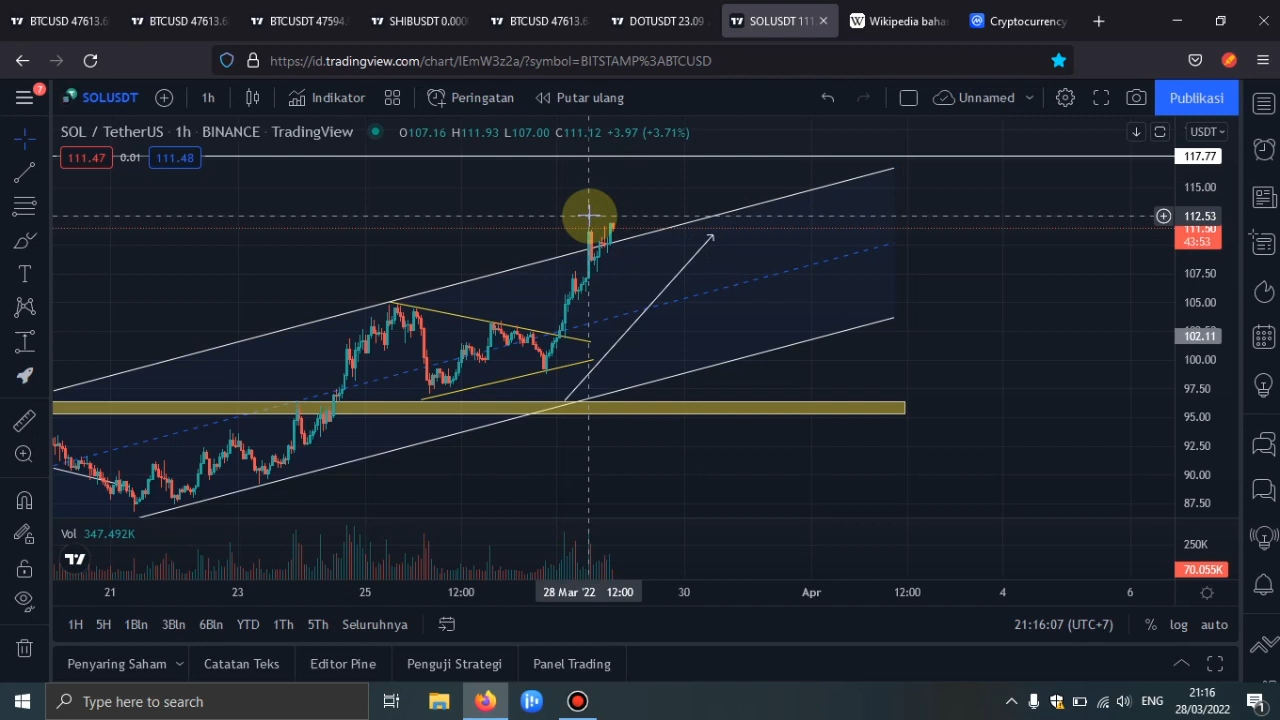 BTCUSD 47613.6
BTCUSD 47613.6
BTCUSDT 47594.
SHIBUSDT 0.000
BTCUSD 47613.6
DOTUSDT 23.09
SOLUSDT 111
Wikipedia baha
Cryptocurrency
https://id.tradingview.com/chart/IEmW3z2a/?symbol=BITSTAMP%3ABTCUSD
7
SOLUSDT
1h
Indikator
Peringatan
Putar ulang
Unnamed
Publikasi
SOL / TetherUS · 1h · BINANCE · TradingView
O107.16 H111.93 L107.00 C111.12 +3.97 (+3.71%)
USDT
111.47
0.01
111.48
117.77
115.00
112.53
111.50
43:53
107.50
105.00
102.11
100.00
97.50
95.00
92.50
90.00
87.50
Vol 347.492K
250K
70.055K
21
23
25
12:00
28 Mar '22 12:00
30
Apr
12:00
4
6
1H
5H
1Bln
3Bln
6Bln
YTD
1Th
5Th
Seluruhnya
21:16:07 (UTC+7)
%
log
auto
Penyaring Saham
Catatan Teks
Editor Pine
Penguji Strategi
Panel Trading
Type here to search
ENG
21:16
28/03/2022
1